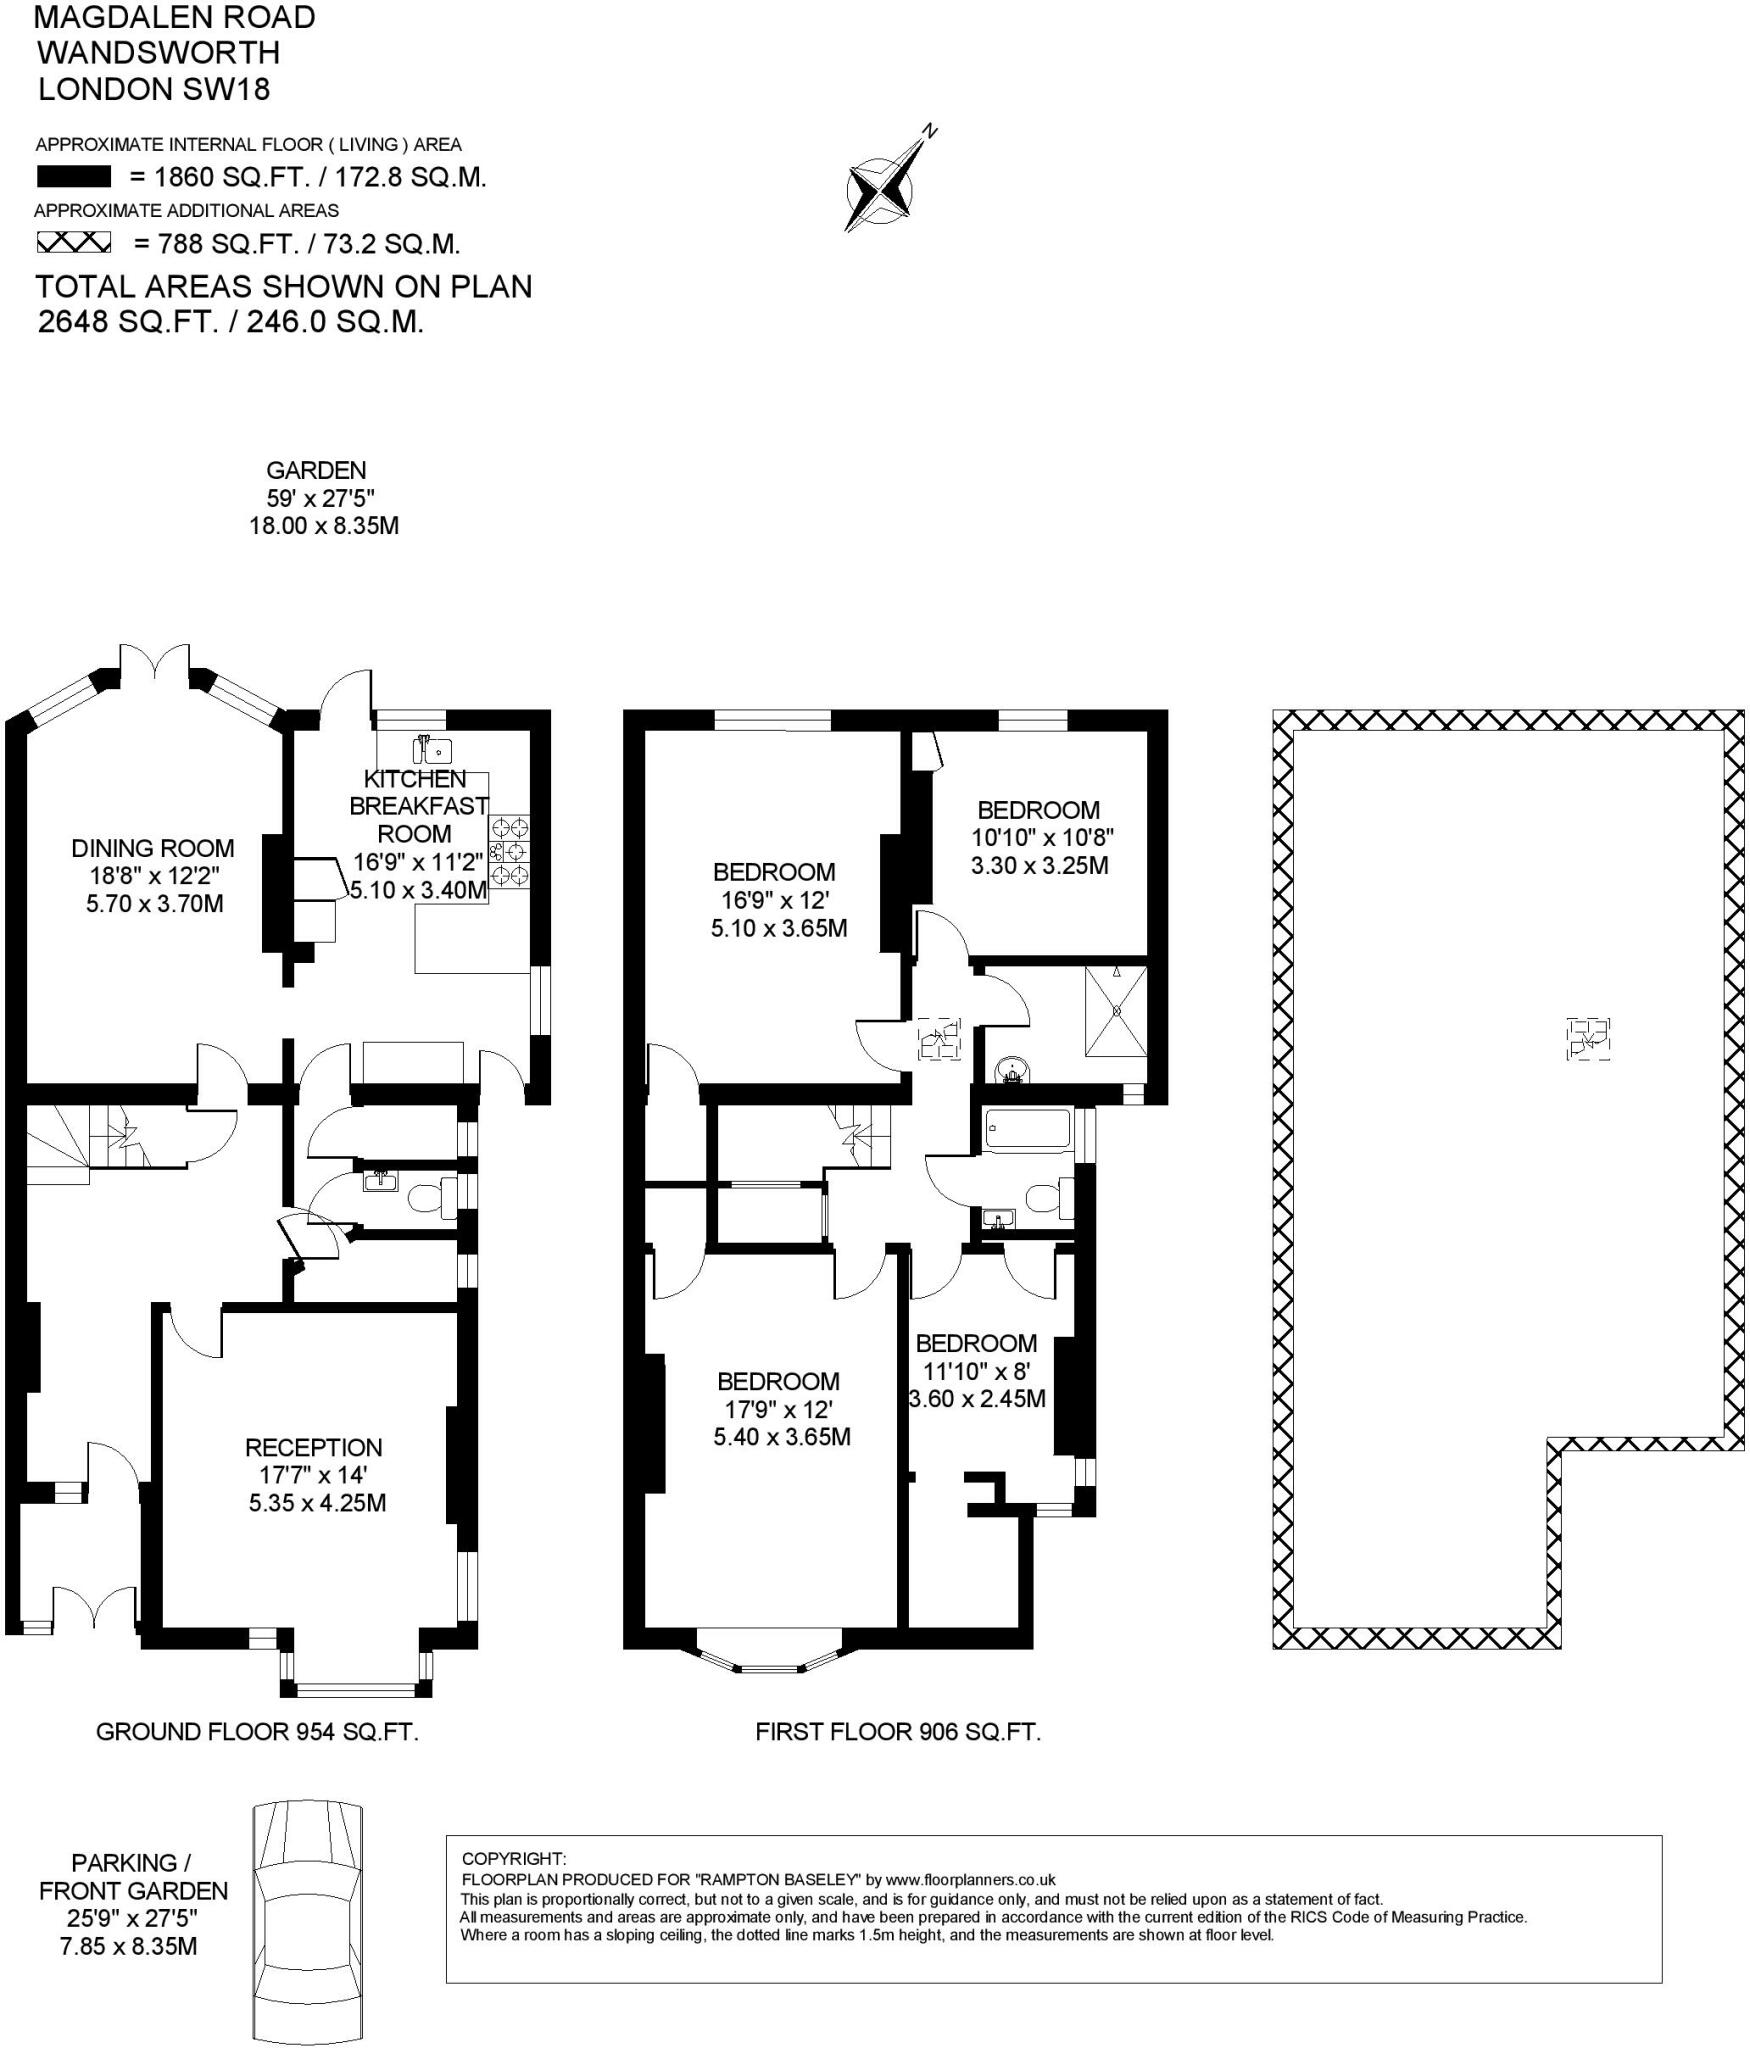 MAGDALEN ROAD
WANDSWORTH
LONDON SW18
APPROXIMATE INTERNAL FLOOR ( LIVING ) AREA
= 1860 SQ.FT. / 172.8 SQ.M.
APPROXIMATE ADDITIONAL AREAS
= 788 SQ.FT. / 73.2 SQ.M.
TOTAL AREAS SHOWN ON PLAN
2648 SQ.FT. / 246.0 SQ.M.
N
GARDEN
59' x 27'5"
18.00 x 8.35M
KITCHEN
BREAKFAST
ROOM
16'9" x 11'2"
5.10 x 3.40M
DINING ROOM
18'8" x 12'2"
5.70 x 3.70M
RECEPTION
17'7" x 14'
5.35 x 4.25M
GROUND FLOOR 954 SQ.FT.
BEDROOM
10'10" x 10'8"
3.30 x 3.25M
BEDROOM
16'9" x 12'
5.10 x 3.65M
BEDROOM
11'10" x 8'
3.60 x 2.45M
BEDROOM
17'9" x 12'
5.40 x 3.65M
FIRST FLOOR 906 SQ.FT.
PARKING /
FRONT GARDEN
25'9" x 27'5"
7.85 x 8.35M
COPYRIGHT:
FLOORPLAN PRODUCED FOR "RAMPTON BASELEY" by www.floorplanners.co.uk
This plan is proportionally correct, but not to a given scale, and is for guidance only, and must not be relied upon as a statement of fact.
All measurements and areas are approximate only, and have been prepared in accordance with the current edition of the RICS Code of Measuring Practice.
Where a room has a sloping ceiling, the dotted line marks 1.5m height, and the measurements are shown at floor level.